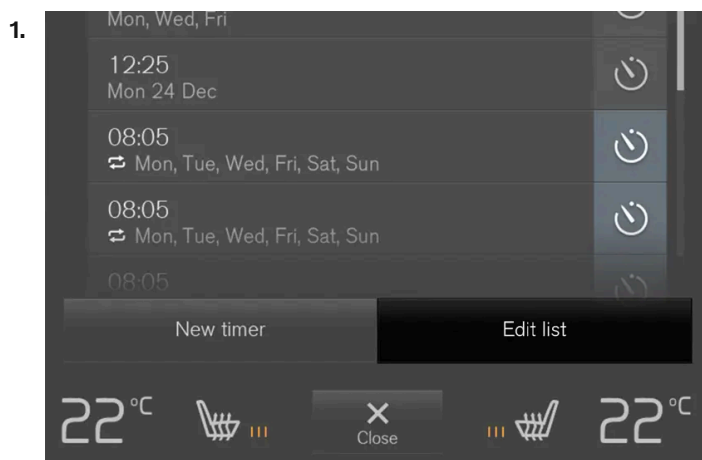 1.
Mon, Wed, Fri
12:25
Mon 24 Dec
08:05
Mon, Tue, Wed, Fri, Sat, Sun
08:05
Mon, Tue, Wed, Fri, Sat, Sun
08:05
New timer
Edit list
22°C
Close
22°C